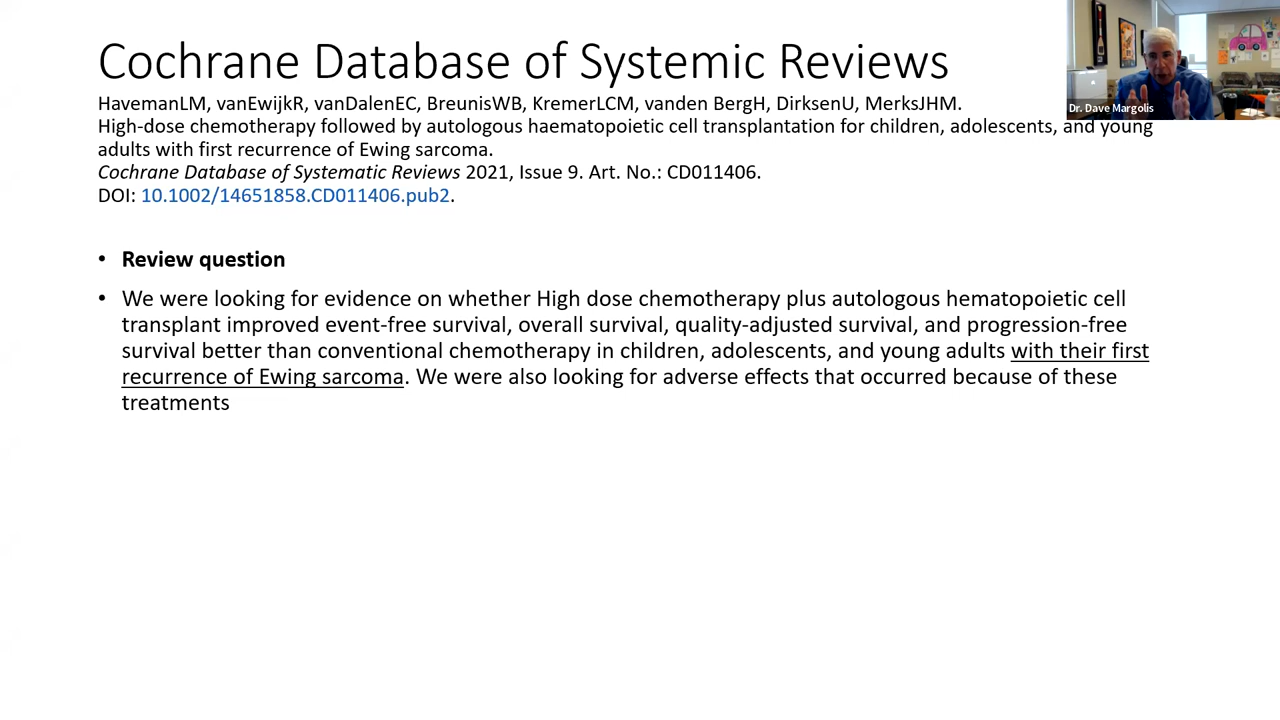 Cochrane Database of Systemic Reviews
HavemanLM, vanEwijkR, vanDalenEC, BreunisWB, KremerLCM, vanden BergH, DirksenU, MerksJHM.
High-dose chemotherapy followed by autologous haematopoietic cell transplantation for children, adolescents, and young
adults with first recurrence of Ewing sarcoma.
Cochrane Database of Systematic Reviews 2021, Issue 9. Art. No.: CD011406.
DOI: 10.1002/14651858.CD011406.pub2.
Dr. Dave Margolis
• Review question
• We were looking for evidence on whether High dose chemotherapy plus autologous hematopoietic cell
transplant improved event-free survival, overall survival, quality-adjusted survival, and progression-free
survival better than conventional chemotherapy in children, adolescents, and young adults with their first
recurrence of Ewing sarcoma. We were also looking for adverse effects that occurred because of these
treatments